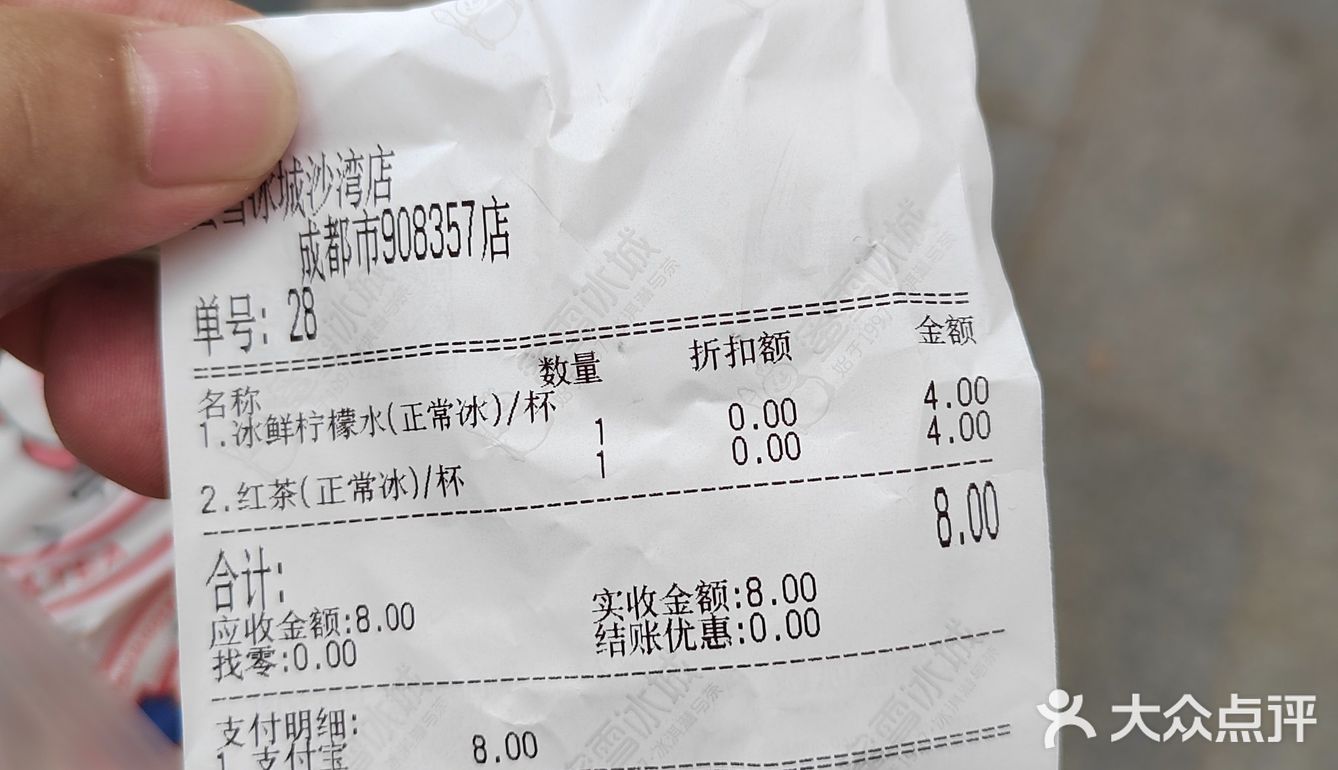 雪冰城沙湾店
成都市908357店
单号: 28
名称 数量 折扣额 金额
1.冰鲜柠檬水(正常冰)/杯 1 0.00 4.00
2.红茶(正常冰)/杯 1 0.00 4.00
合计: 8.00
应收金额:8.00 实收金额:8.00
找零:0.00 结账优惠:0.00
支付明细:
1.支付宝 8.00
大众点评